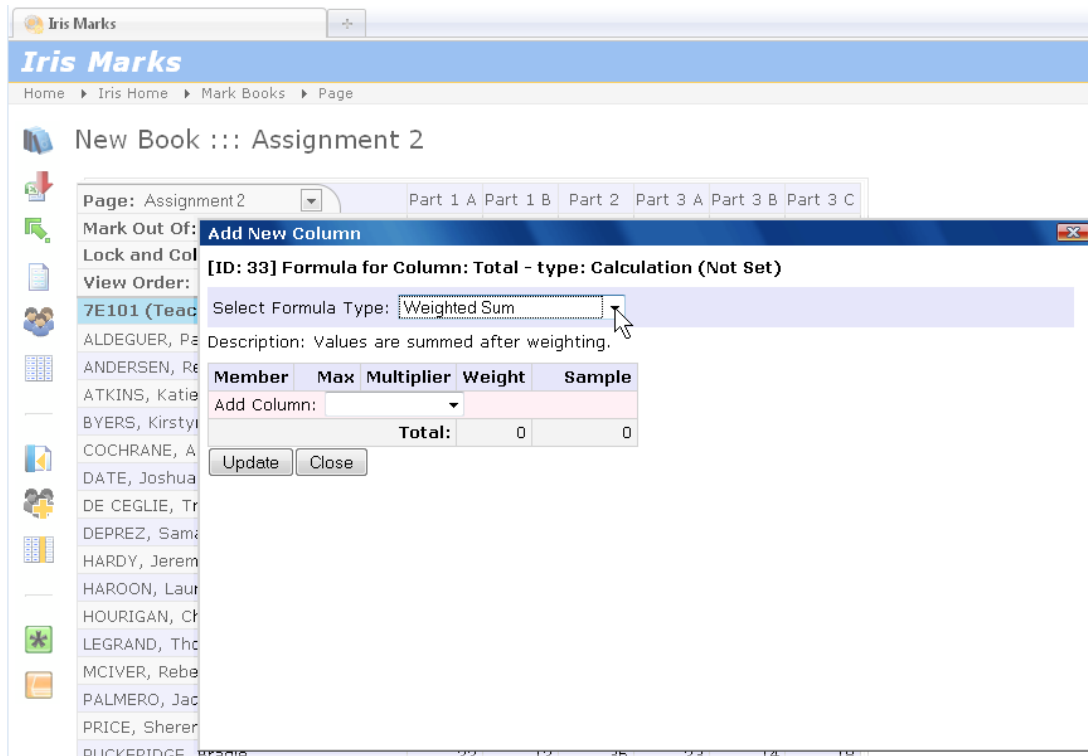 Iris Marks
Iris Marks
Home Iris Home Mark Books Page
New Book ::: Assignment 2
Page: Assignment 2 Part 1 A Part 1 B Part 2 Part 3 A Part 3 B Part 3 C
Mark Out Of:
Add New Column
Lock and Col
[ID: 33] Formula for Column: Total - type: Calculation (Not Set)
View Order:
7E101 (Teac
Select Formula Type: Weighted Sum
ALDEGUER, Pa
Description: Values are summed after weighting.
ANDERSEN, Re
Member Max Multiplier Weight Sample
ATKINS, Katie
Add Column:
BYERS, Kirsty
Total: 0 0
COCHRANE, A
Update Close
DATE, Joshua
DE CEGLIE, Tr
DEPREZ, Sama
HARDY, Jerem
HAROON, Laur
HOURIGAN, Ch
LEGRAND, Tho
MCIVER, Rebe
PALMERO, Jac
PRICE, Sherer